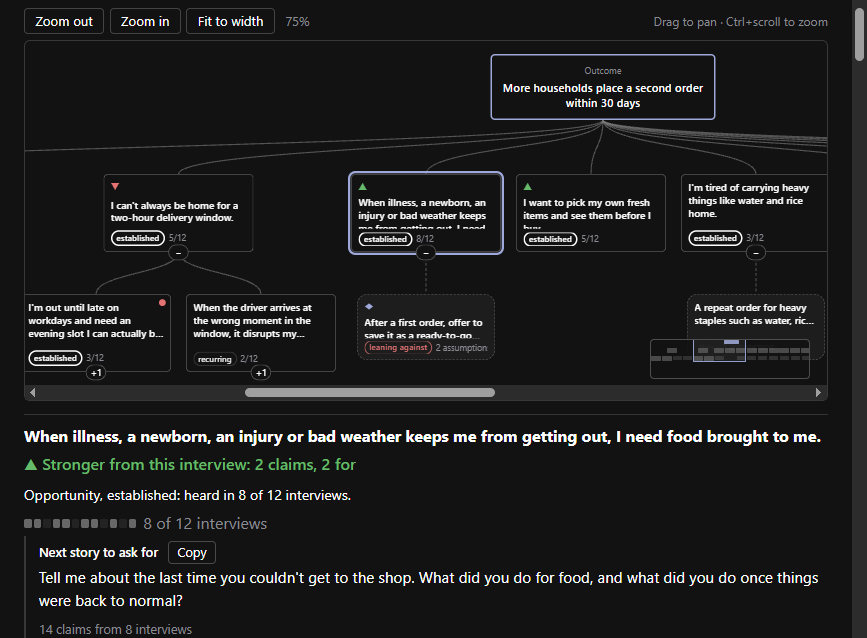 Zoom out Zoom in Fit to width 75% Drag to pan · Ctrl+scroll to zoom
Outcome
More households place a second order
within 30 days
I can't always be home for a
two-hour delivery window.
established 5/12
When illness, a newborn, an
injury or bad weather keeps
me from getting out, I need
established 8/12
I want to pick my own fresh
items and see them before I
buy.
established 5/12
I'm tired of carrying heavy
things like water and rice
home.
established 3/12
I'm out until late on
workdays and need an
evening slot I can actually b...
established 3/12
+1
When the driver arrives at
the wrong moment in the
window, it disrupts my...
recurring 2/12
+1
After a first order, offer to
save it as a ready-to-go
leaning against 2 assumption
A repeat order for heavy
staples such as water, ric...
When illness, a newborn, an injury or bad weather keeps me from getting out, I need food brought to me.
Stronger from this interview: 2 claims, 2 for
Opportunity, established: heard in 8 of 12 interviews.
8 of 12 interviews
Next story to ask for Copy
Tell me about the last time you couldn't get to the shop. What did you do for food, and what did you do once things
were back to normal?
14 claims from 8 interviews